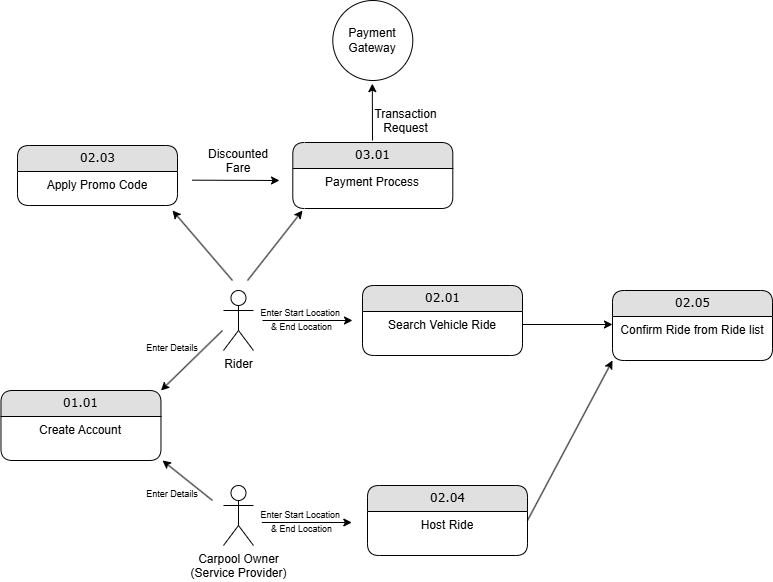 Payment
Gateway
Transaction
Request
02.03
Apply Promo Code
Discounted
Fare
03.01
Payment Process
Rider
Enter Start Location
& End Location
02.01
Search Vehicle Ride
02.05
Confirm Ride from Ride list
Enter Details
01.01
Create Account
Enter Details
Carpool Owner
(Service Provider)
Enter Start Location
& End Location
02.04
Host Ride